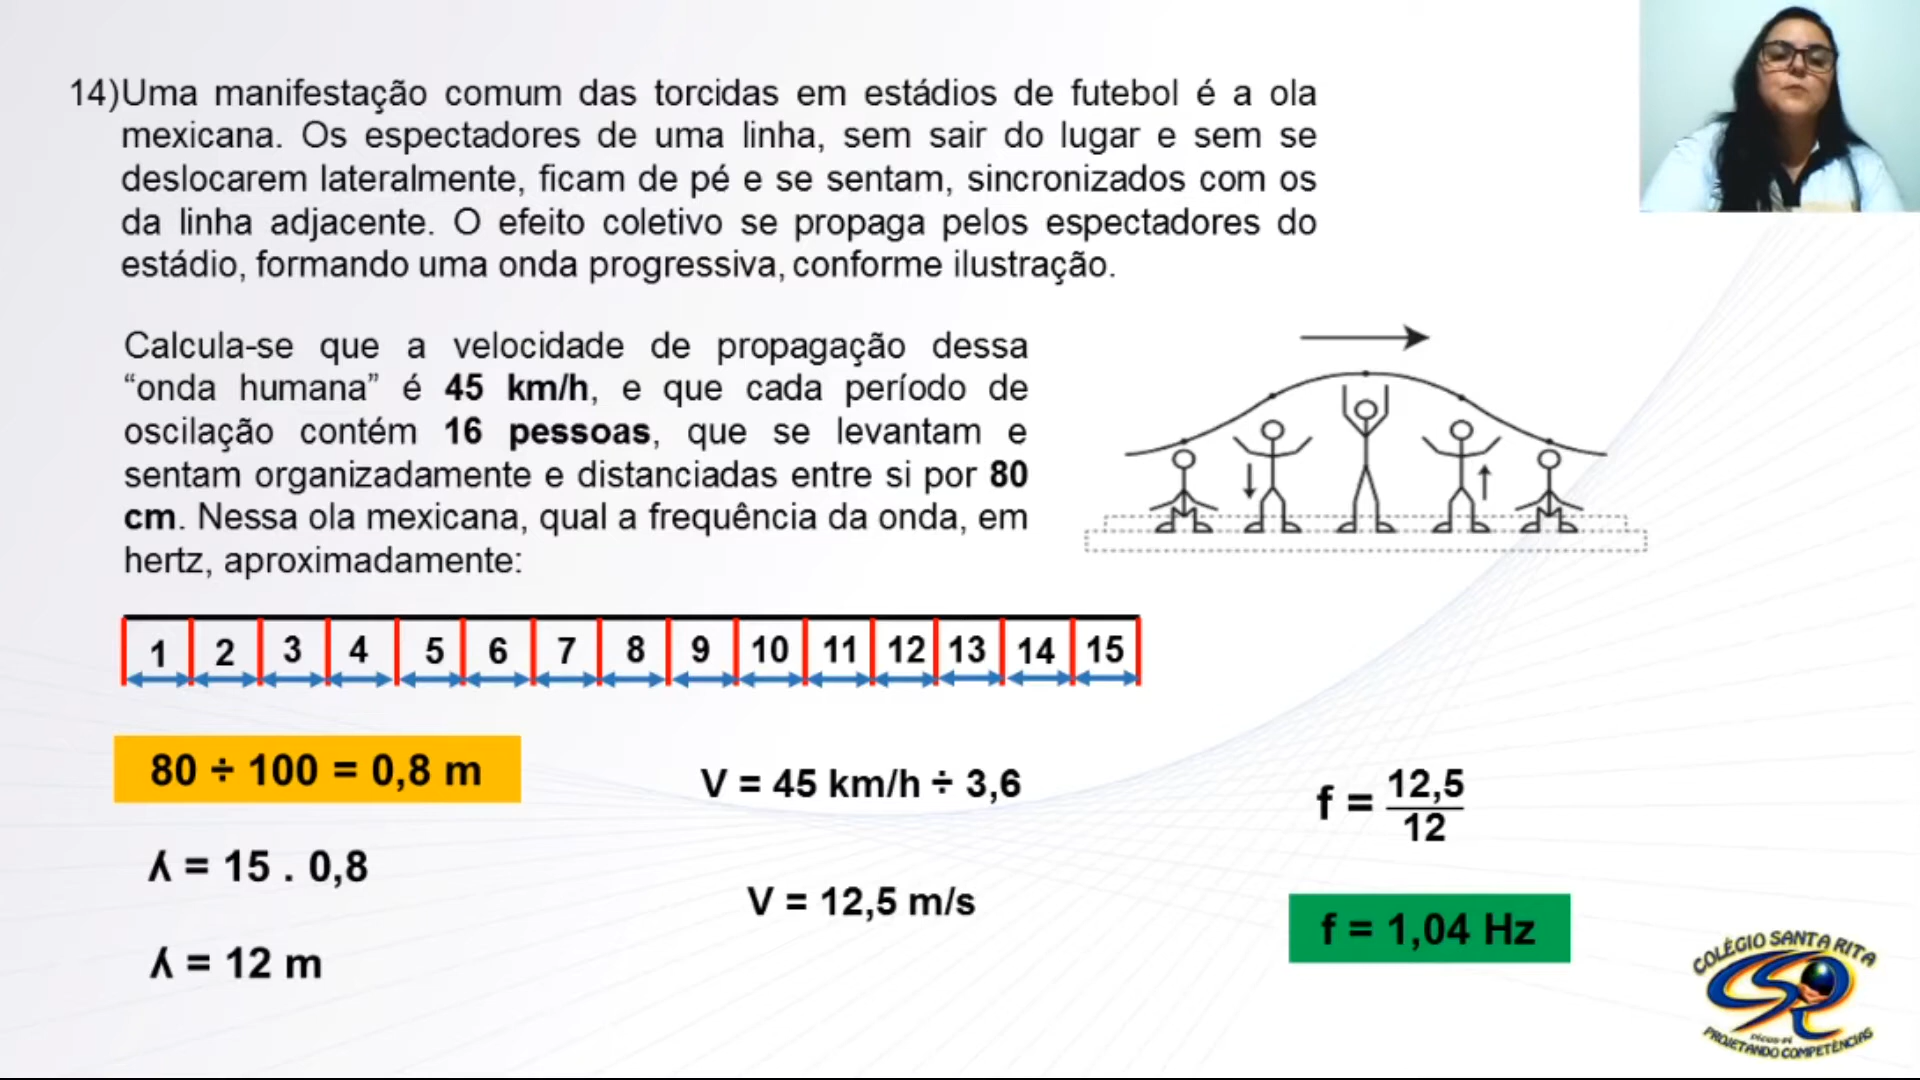 14)Uma manifestação comum das torcidas em estádios de futebol é a ola
mexicana. Os espectadores de uma linha, sem sair do lugar e sem se
deslocarem lateralmente, ficam de pé e se sentam, sincronizados com os
da linha adjacente. O efeito coletivo se propaga pelos espectadores do
estádio, formando uma onda progressiva, conforme ilustração.
Calcula-se que a velocidade de propagação dessa
“onda humana” é 45 km/h, e que cada período de
oscilação contém 16 pessoas, que se levantam e
sentam organizadamente e distanciadas entre si por 80
cm. Nessa ola mexicana, qual a frequência da onda, em
hertz, aproximadamente:
1 2 3 4 5 6 7 8 9 10 11 12 13 14 15
80 ÷ 100 = 0,8 m
ʎ = 15 . 0,8
ʎ = 12 m
V = 45 km/h ÷ 3,6
V = 12,5 m/s
f = 12,5
12
f = 1,04 Hz
COLÉGIO SANTA RITA
PROJETANDO COMPETÊNCIAS